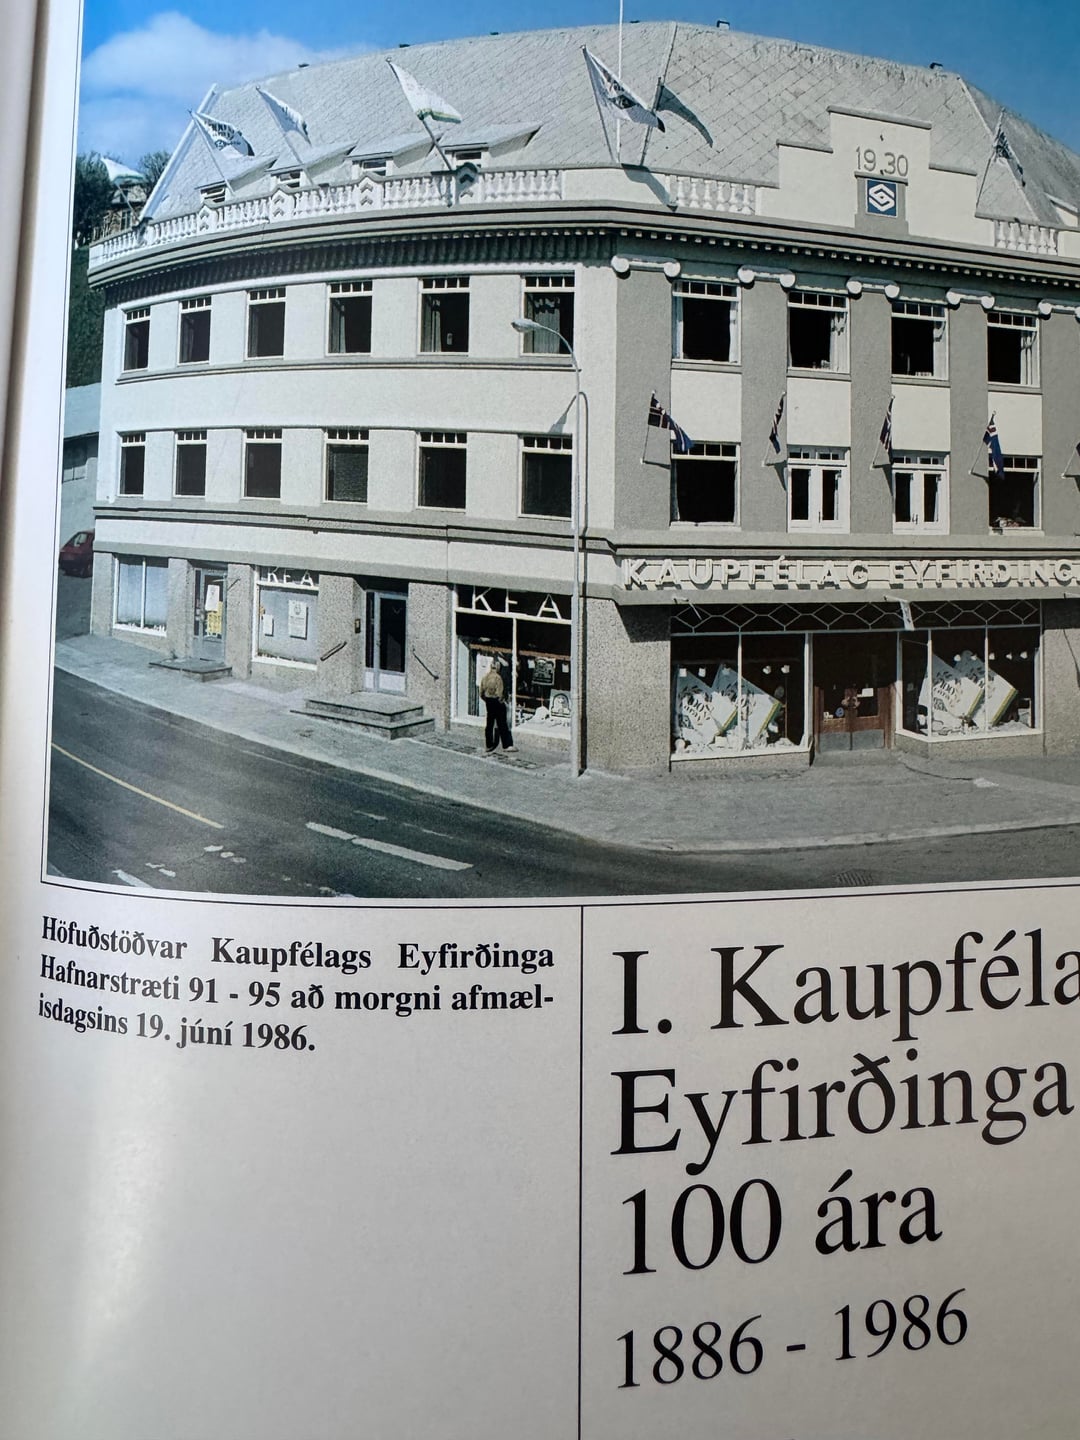 19 30
KAUPFÉLAG EYFIRÐING
KEA
KEA
Höfuðstöðvar Kaupfélags Eyfirðinga
Hafnarstræti 91 - 95 að morgni afmæl-
isdagsins 19. júní 1986.
I. Kaupféla
Eyfirðinga
100 ára
1886 - 1986